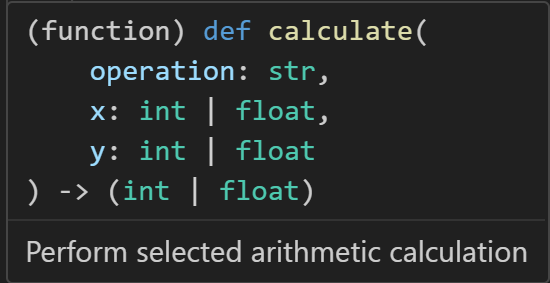 (function) def calculate(
    operation: str,
    x: int | float,
    y: int | float
) -> (int | float)
Perform selected arithmetic calculation